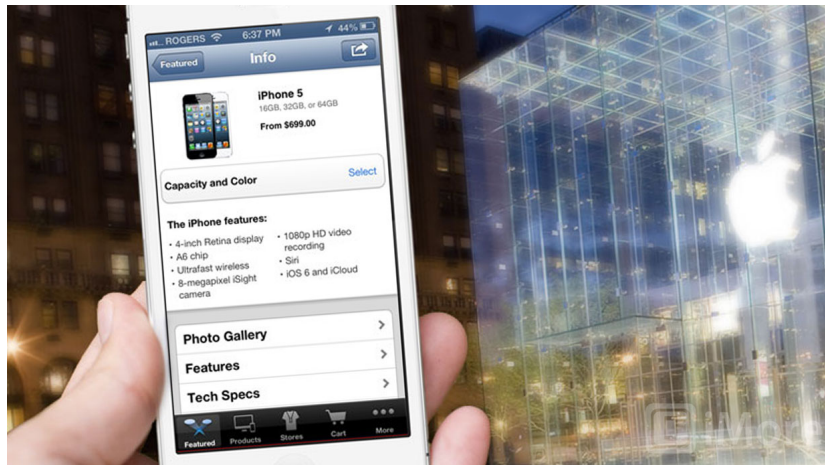 ROGERS 6:37 PM 44%
Featured Info
iPhone 5
16GB, 32GB, or 64GB
From $699.00
Capacity and Color Select
The iPhone features:
• 4-inch Retina display
• A6 chip
• Ultrafast wireless
• 8-megapixel iSight
camera
• 1080p HD video
recording
• Siri
• iOS 6 and iCloud
Photo Gallery
Features
Tech Specs
Featured Products Stores Cart More
iMore